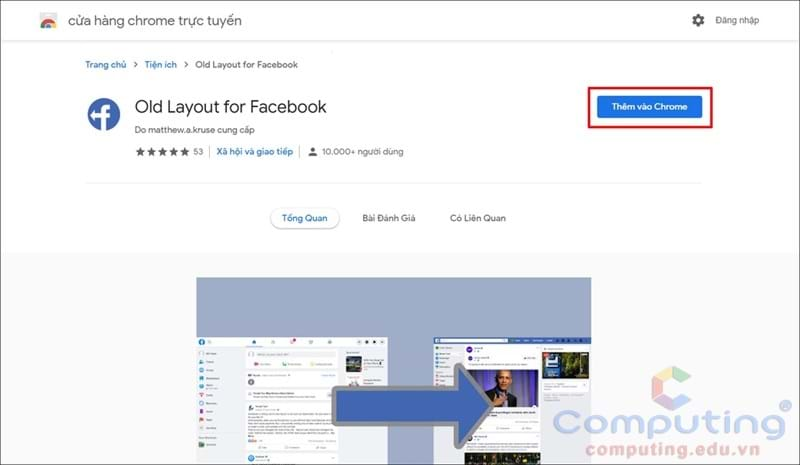 cửa hàng chrome trực tuyến
Đăng nhập
Trang chủ > Tiện ích > Old Layout for Facebook
Old Layout for Facebook
Thêm vào Chrome
Do matthew.a.kruse cung cấp
53 | Xã hội và giao tiếp | 10.000+ người dùng
Tổng Quan
Bài Đánh Giá
Có Liên Quan
Computing®
computing.edu.vn